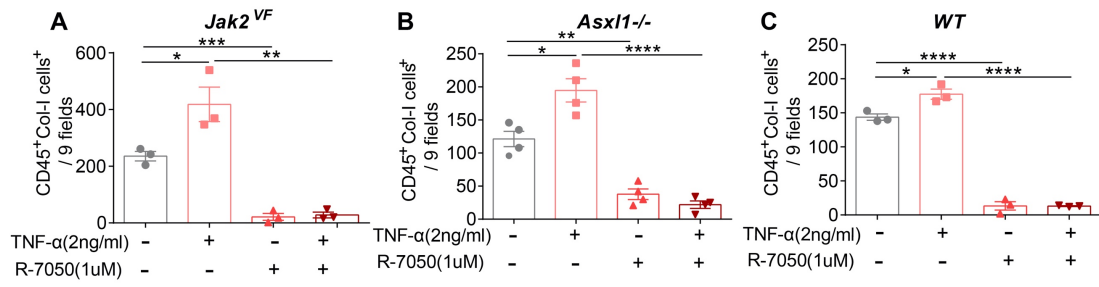 A
Jak2 VF
CD45+Col-I cells+
/ 9 fields
600
400
200
0
***
*
**
TNF-α(2ng/ml) - + - +
R-7050(1uM) - - + +
B
Asxl1-/-
CD45+Col-I cells+
/ 9 fields
250
200
150
100
50
0
**
*
****
TNF-α(2ng/ml) - + - +
R-7050(1uM) - - + +
C
WT
CD45+Col-I cells+
/ 9 fields
250
200
150
100
50
0
****
*
****
TNF-α(2ng/ml) - + - +
R-7050(1uM) - - + +